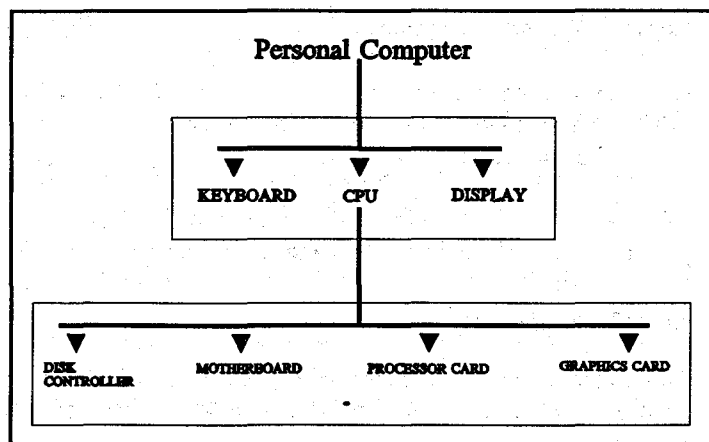 Personal Computer
KEYBOARD CPU DISPLAY
DISK CONTROLLER MOTHERBOARD PROCESSOR CARD GRAPHICS CARD